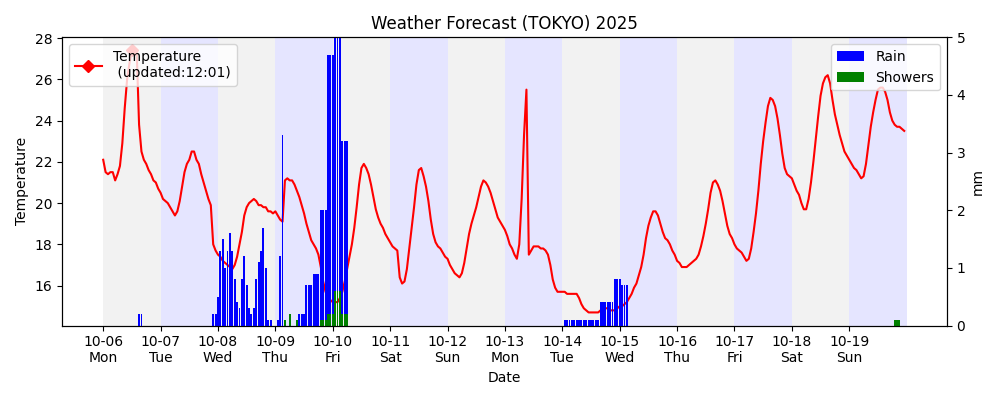 Weather Forecast (TOKYO) 2025
Temperature
(updated:12:01)
Rain
Showers
Temperature
28
26
24
22
20
18
16
5
4
3
2
1
0
mm
10-06 10-07 10-08 10-09 10-10 10-11 10-12 10-13 10-14 10-15 10-16 10-17 10-18 10-19
Mon Tue Wed Thu Fri Sat Sun Mon Tue Wed Thu Fri Sat Sun
Date